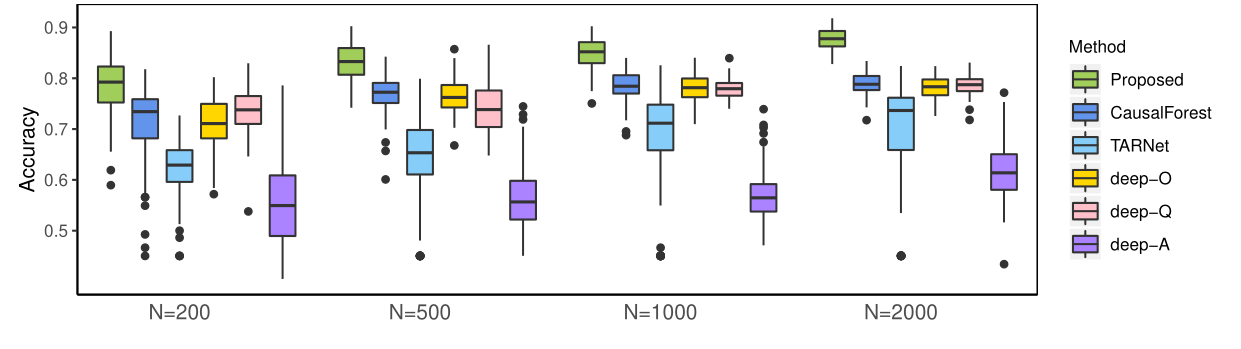 Accuracy
0.9
0.8
0.7
0.6
0.5
N=200
N=500
N=1000
N=2000
Method
Proposed
CausalForest
TARNet
deep−O
deep−Q
deep−A